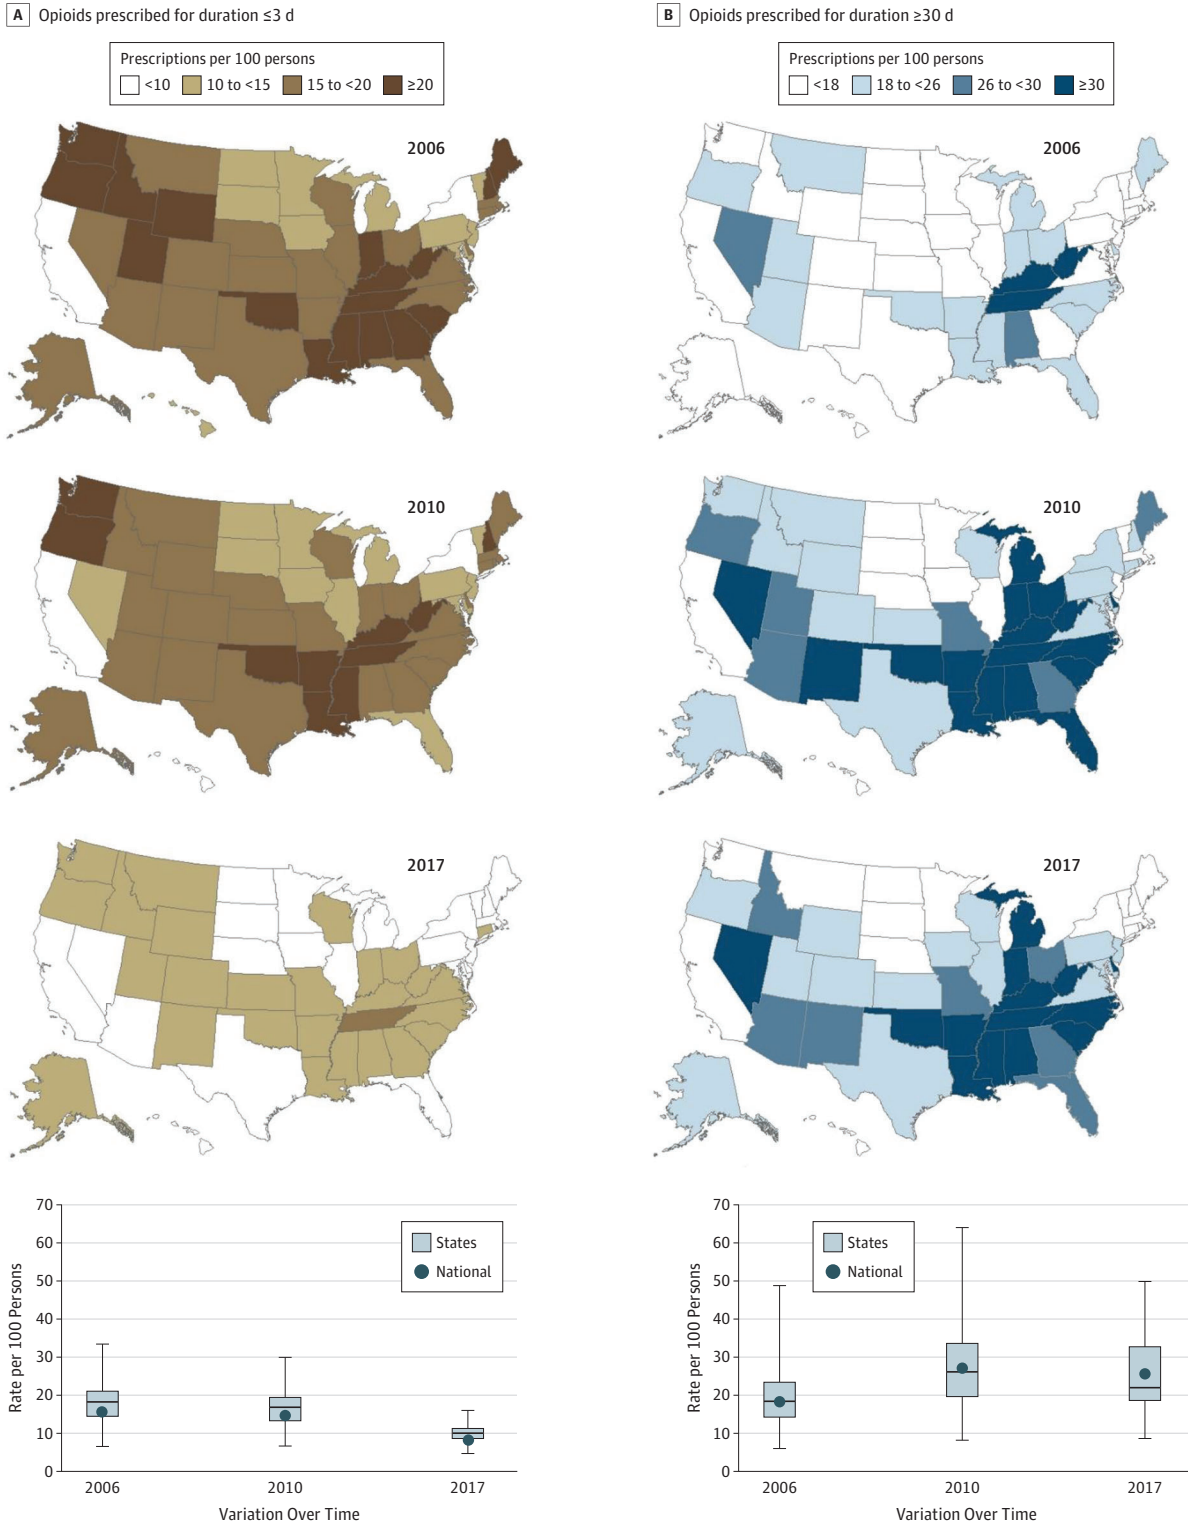 A Opioids prescribed for duration ≤3 d
Prescriptions per 100 persons
<10 10 to <15 15 to <20 ≥20
2006
2010
2017
70
60
50
40
30
20
10
0
Rate per 100 Persons
States
National
2006 2010 2017
Variation Over Time
B Opioids prescribed for duration ≥30 d
Prescriptions per 100 persons
<18 18 to <26 26 to <30 ≥30
2006
2010
2017
70
60
50
40
30
20
10
0
Rate per 100 Persons
States
National
2006 2010 2017
Variation Over Time